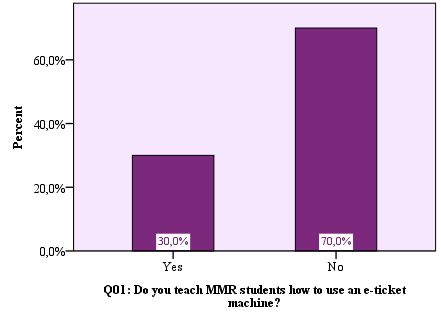 60,0%
40,0%
20,0%
0,0%
Percent
30,0%
70,0%
Yes
No
Q01: Do you teach MMR students how to use an e-ticket
machine?